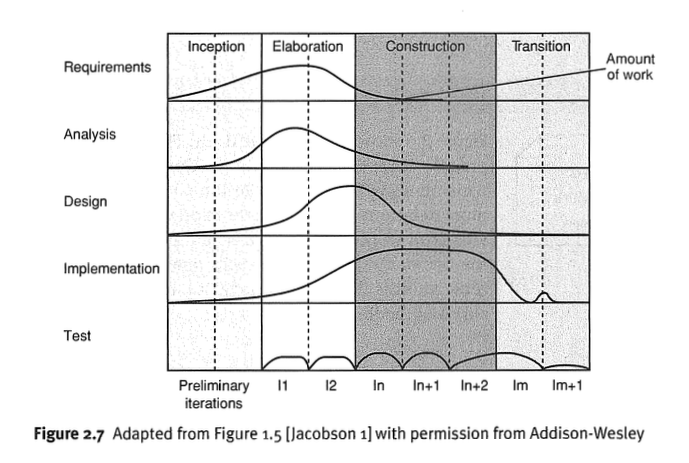 Inception
Elaboration
Construction
Transition
Requirements
Amount
of work
Analysis
Design
Implementation
Test
Preliminary
iterations
I1
I2
In
In+1
In+2
Im
Im+1
Figure 2.7 Adapted from Figure 1.5 [Jacobson 1] with permission from Addison-Wesley